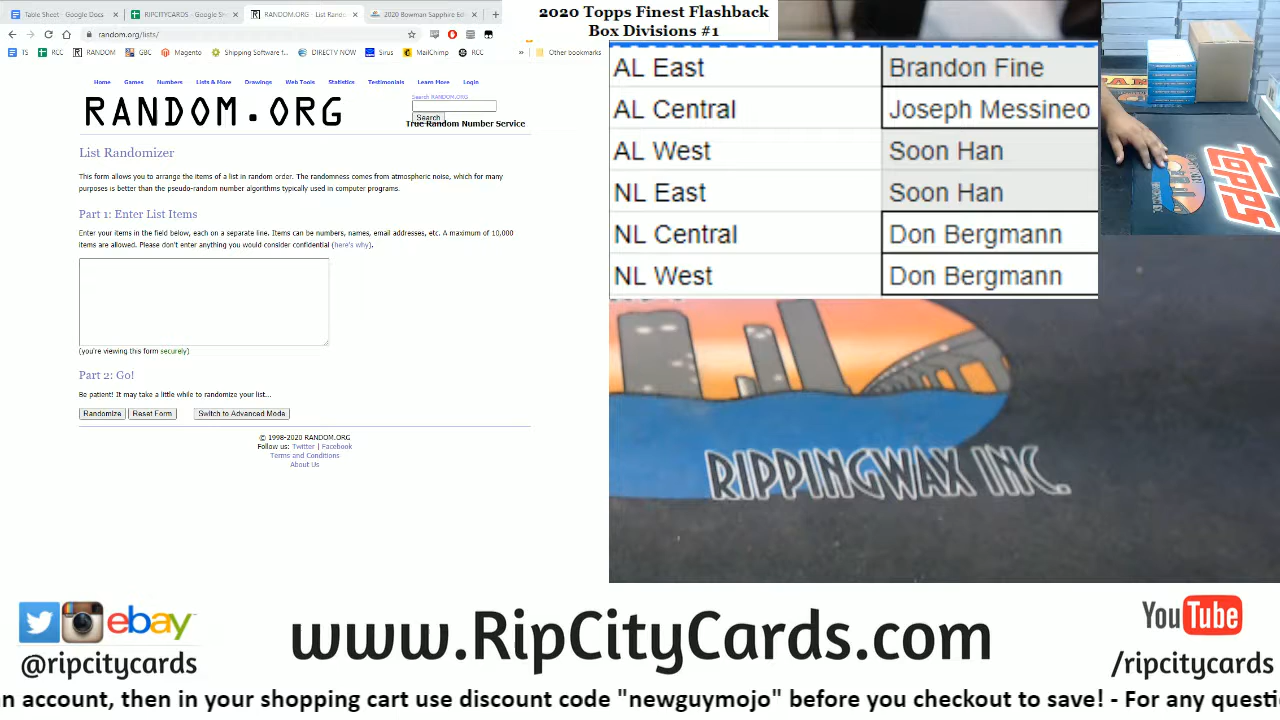 Table Sheet - Google Docs
RIPCITYCARDS - Google Sh
RANDOM.ORG - List Rando
2020 Bowman Sapphire Ed
random.org/lists/
TS
RCC
RANDOM
GBC
Magento
Shipping Software f...
DIRECTV NOW
Sirus
MailChimp
RCC
»
Other bookmarks
Home Games Numbers Lists & More Drawings Web Tools Statistics Testimonials Learn More Login
RANDOM.ORG
Search RANDOM.ORG
Search
True Random Number Service
List Randomizer
This form allows you to arrange the items of a list in random order. The randomness comes from atmospheric noise, which for many
purposes is better than the pseudo-random number algorithms typically used in computer programs.
Part 1: Enter List Items
Enter your items in the field below, each on a separate line. Items can be numbers, names, email addresses, etc. A maximum of 10,000
items are allowed. Please don't enter anything you would consider confidential (here's why).
(you're viewing this form securely)
Part 2: Go!
Be patient! It may take a little while to randomize your list...
Randomize Reset Form Switch to Advanced Mode
© 1998-2020 RANDOM.ORG
Follow us: Twitter | Facebook
Terms and Conditions
About Us
2020 Topps Finest Flashback
Box Divisions #1
AL East Brandon Fine
AL Central Joseph Messineo
AL West Soon Han
NL East Soon Han
NL Central Don Bergmann
NL West Don Bergmann
topps
RIPPINGWAX INC.
ebay
@ripcitycards
www.RipCityCards.com
YouTube
/ripcitycards
n account, then in your shopping cart use discount code "newguymojo" before you checkout to save! - For any questi